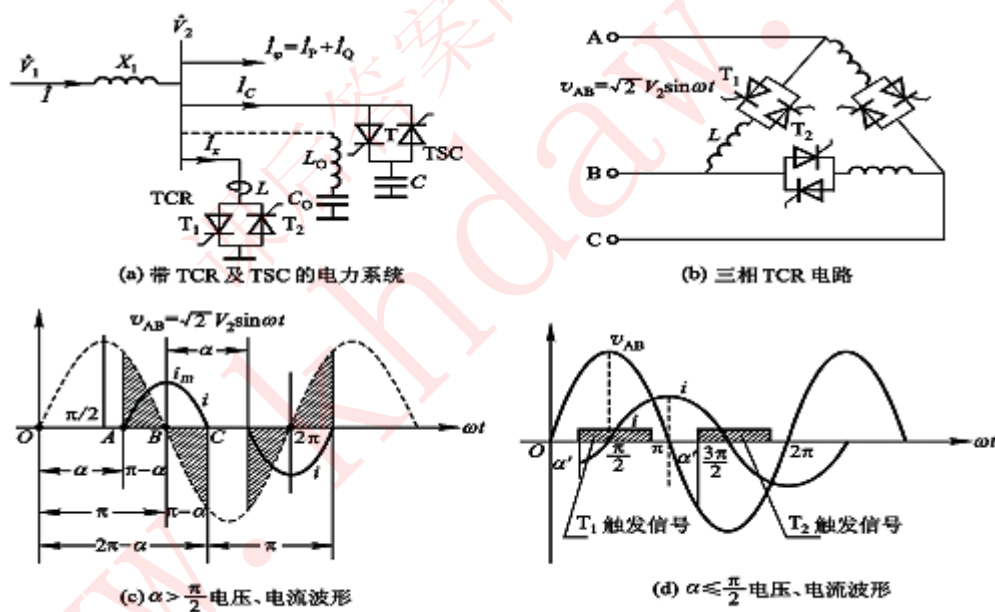 V̂₂
V̂₁
X₁
İ
İφ=İP+İQ
İC
T
TSC
İx
LO
C
TCR
L
CO
T₁
T₂
(a) 带 TCR 及 TSC 的电力系统
A
T₁
υAB=√2 V₂sinωt
L
T₂
B
C
(b) 三相 TCR 电路
υAB=√2 V₂sinωt
α
im
i
π/2
O
A
B
C
2π
ωt
α
π-α
i
π
π-α
2π-α
π
(c) α>π/2 电压、电流波形
υAB
i
i
O
α′
π/2
π
α′
3π/2
2π
ωt
T₁ 触发信号
T₂ 触发信号
(d) α≤π/2 电压、电流波形